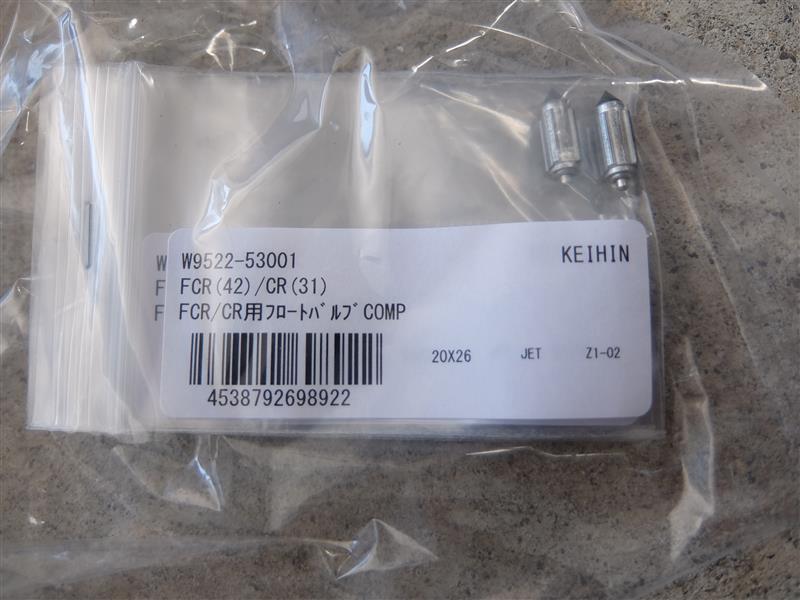 W W9522-53001
KEIHIN
F FCR(42)/CR(31)
F FCR/CR用ﾌﾛｰﾄﾊﾞﾙﾌﾞCOMP
20X26 JET Z1-02
4538792698922